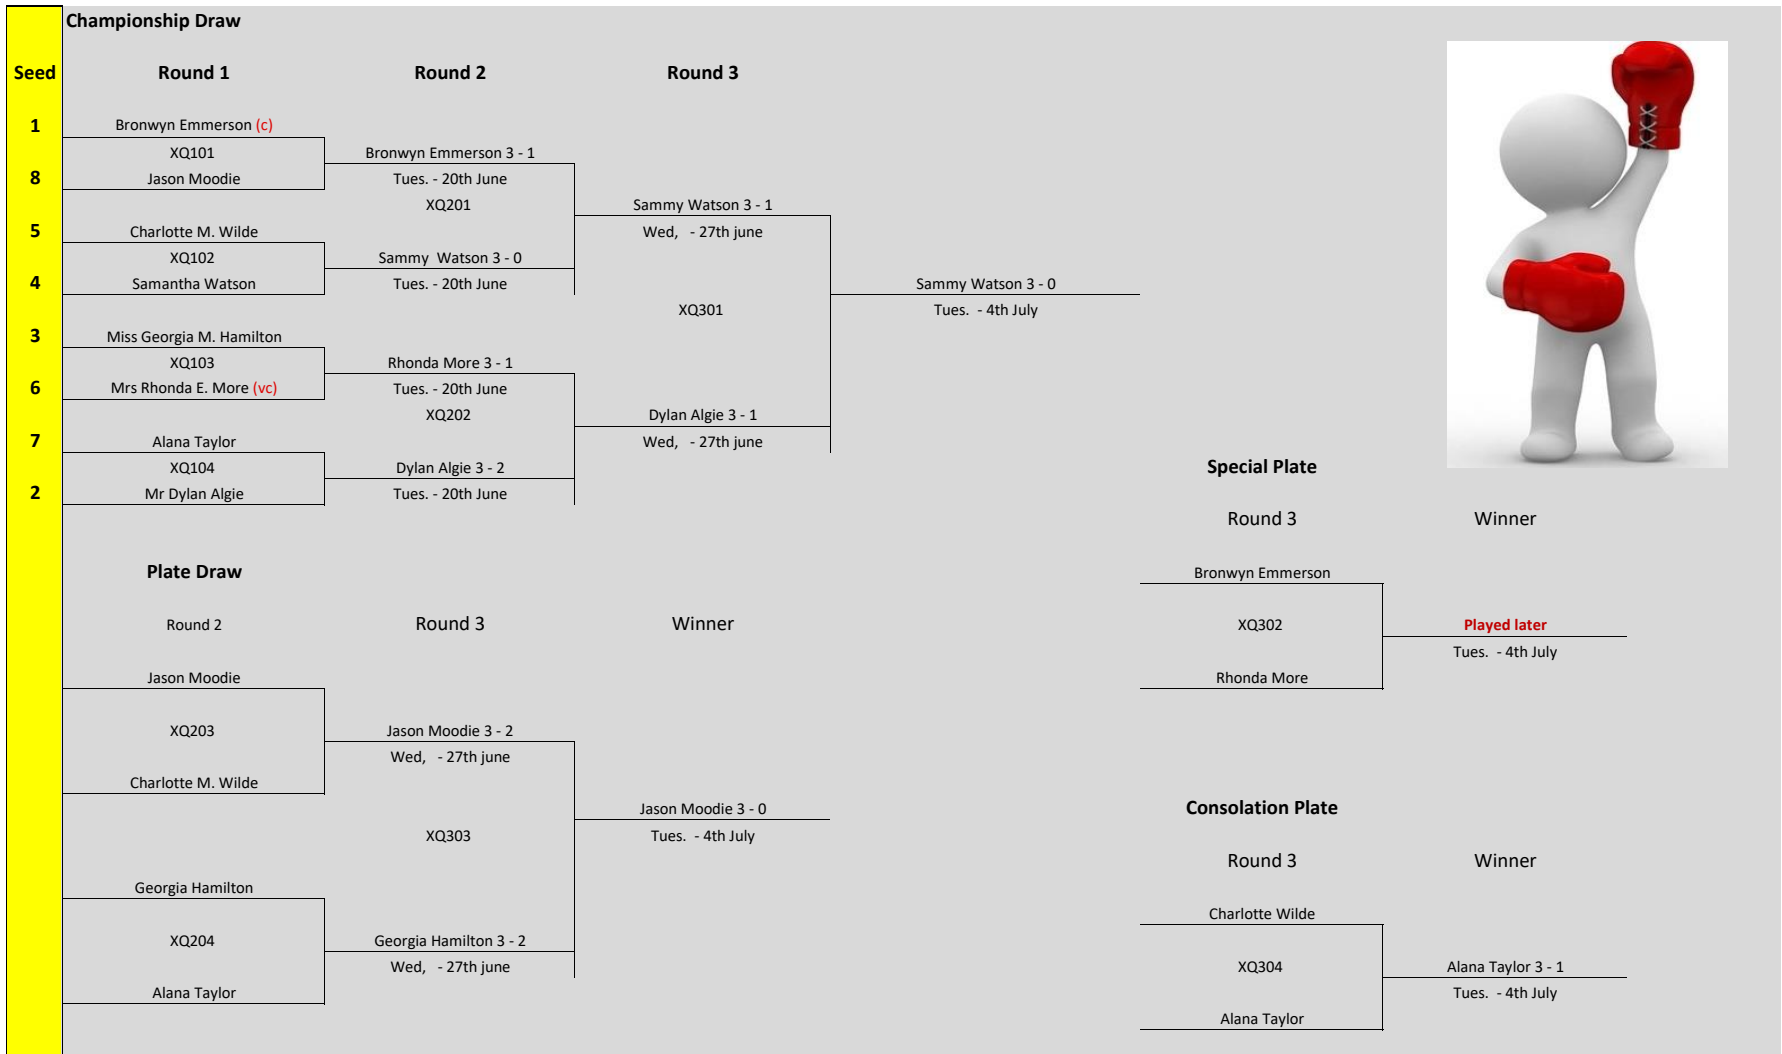 Championship Draw
Seed Round 1 Round 2 Round 3
1 Bronwyn Emmerson (c)
XQ101 Bronwyn Emmerson 3 - 1
8 Jason Moodie Tues. - 20th June
XQ201 Sammy Watson 3 - 1
5 Charlotte M. Wilde Wed, - 27th june
XQ102 Sammy Watson 3 - 0
4 Samantha Watson Tues. - 20th June Sammy Watson 3 - 0
XQ301 Tues. - 4th July
3 Miss Georgia M. Hamilton
XQ103 Rhonda More 3 - 1
6 Mrs Rhonda E. More (vc) Tues. - 20th June
XQ202 Dylan Algie 3 - 1
7 Alana Taylor Wed, - 27th june
XQ104 Dylan Algie 3 - 2
2 Mr Dylan Algie Tues. - 20th June
Special Plate
Round 3 Winner
Bronwyn Emmerson
XQ302 Played later
Tues. - 4th July
Rhonda More
Plate Draw
Round 2 Round 3 Winner
Jason Moodie
XQ203 Jason Moodie 3 - 2
Wed, - 27th june
Charlotte M. Wilde
Jason Moodie 3 - 0
XQ303 Tues. - 4th July
Georgia Hamilton
XQ204 Georgia Hamilton 3 - 2
Wed, - 27th june
Alana Taylor
Consolation Plate
Round 3 Winner
Charlotte Wilde
XQ304 Alana Taylor 3 - 1
Tues. - 4th July
Alana Taylor